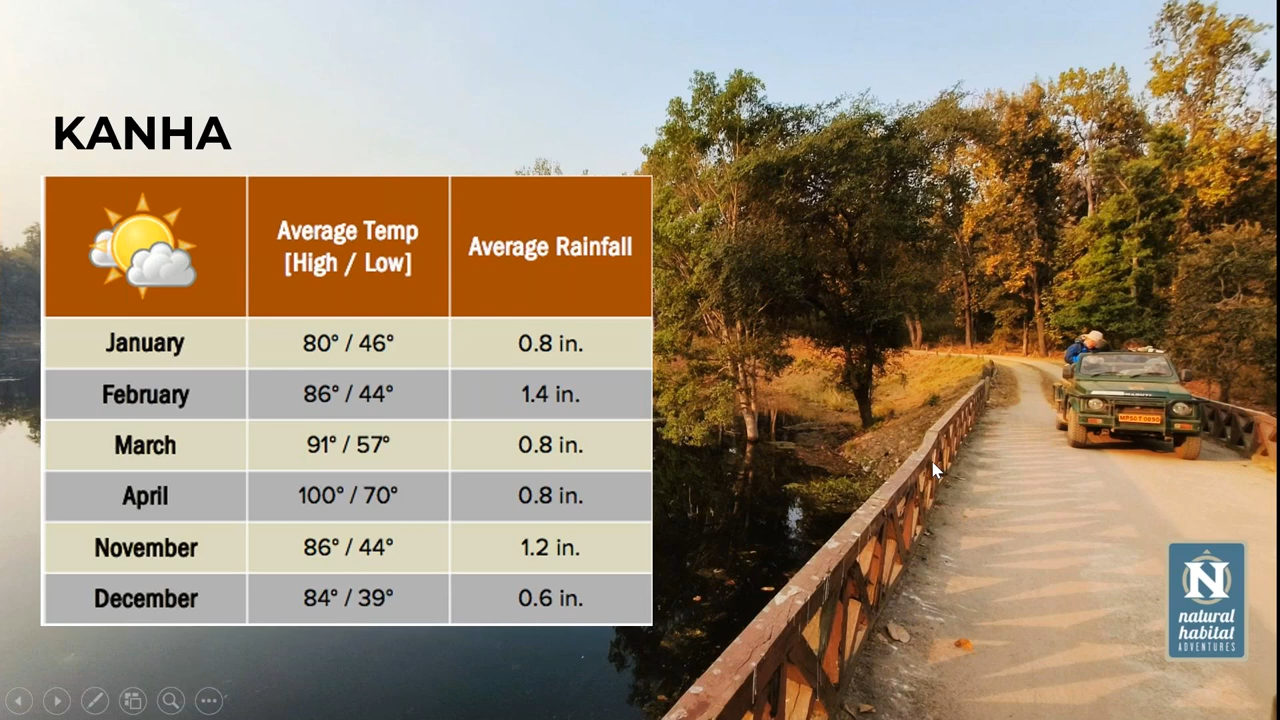 KANHA
Average Temp
[High / Low]
Average Rainfall
January
80° / 46°
0.8 in.
February
86° / 44°
1.4 in.
March
91° / 57°
0.8 in.
April
100° / 70°
0.8 in.
November
86° / 44°
1.2 in.
December
84° / 39°
0.6 in.
MP50T0890
N
natural
habitat
ADVENTURES